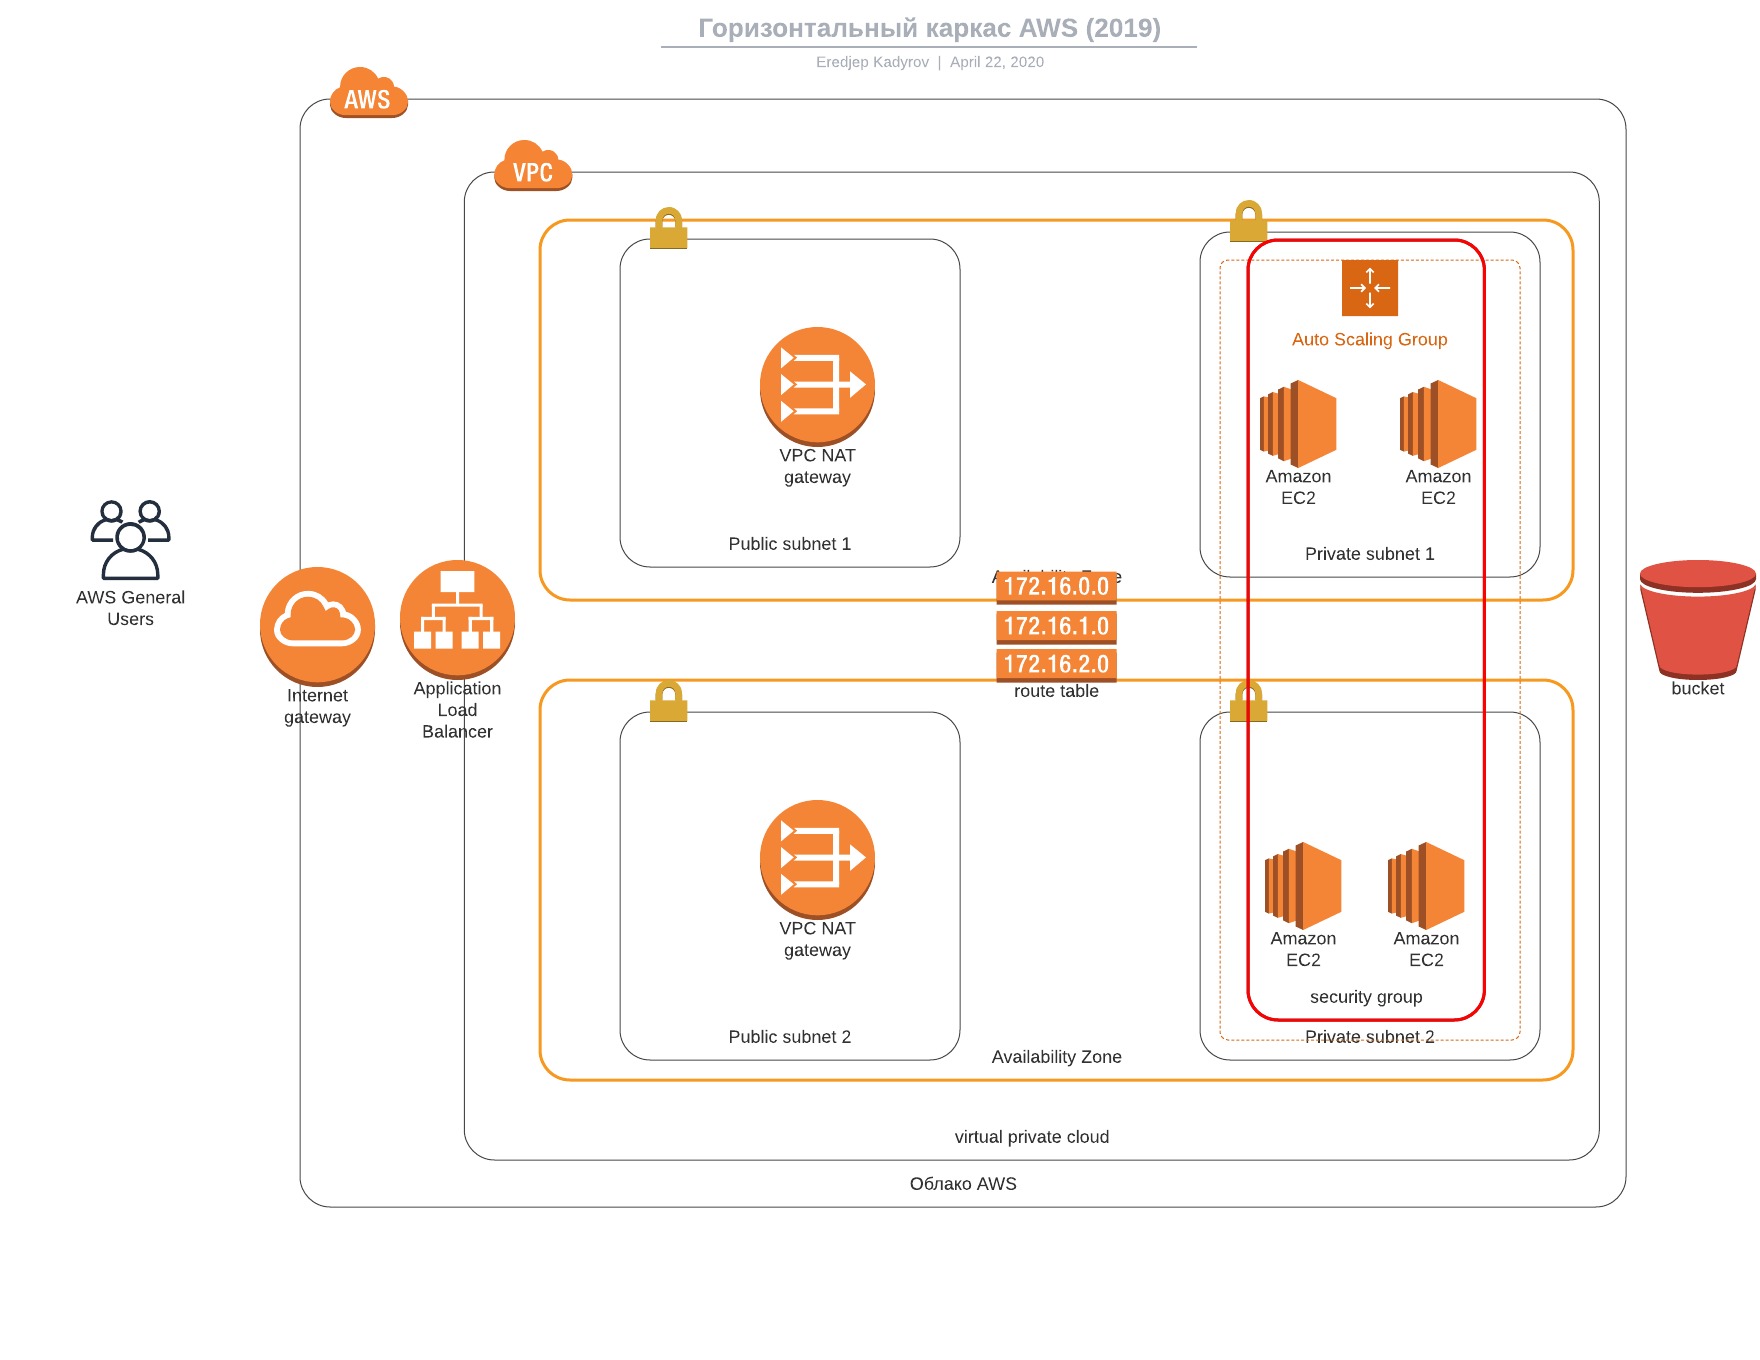 Горизонтальный каркас AWS (2019)
Eredjep Kadyrov | April 22, 2020
AWS
VPC
Auto Scaling Group
VPC NAT
gateway
Amazon
EC2
Amazon
EC2
Public subnet 1
Private subnet 1
172.16.0.0
172.16.1.0
172.16.2.0
route table
AWS General
Users
Internet
gateway
Application
Load
Balancer
bucket
VPC NAT
gateway
Amazon
EC2
Amazon
EC2
security group
Public subnet 2
Private subnet 2
Availability Zone
virtual private cloud
Облако AWS